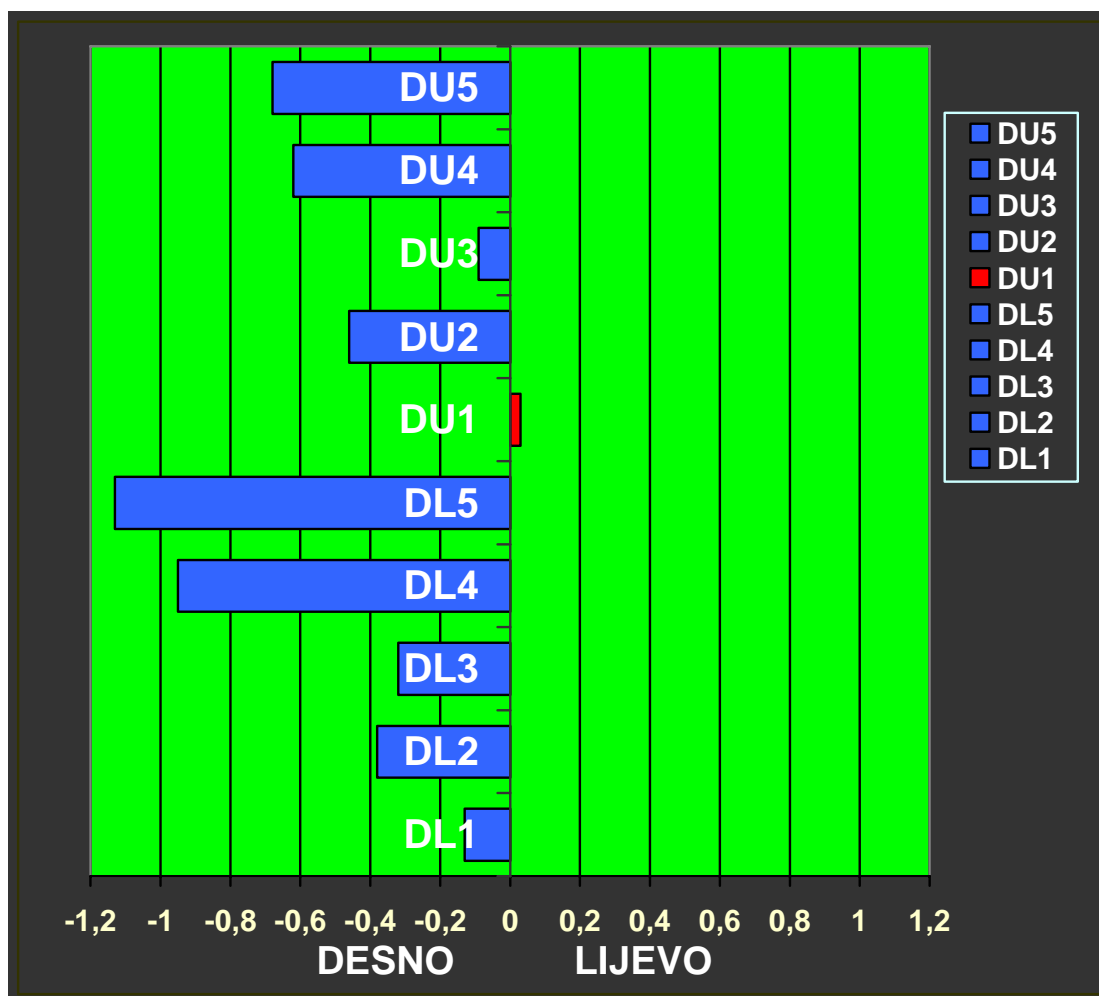 DU5
DU4
DU3
DU2
DU1
DL5
DL4
DL3
DL2
DL1
-1,2 -1 -0,8 -0,6 -0,4 -0,2 0 0,2 0,4 0,6 0,8 1 1,2
DESNO LIJEVO
DU5
DU4
DU3
DU2
DU1
DL5
DL4
DL3
DL2
DL1